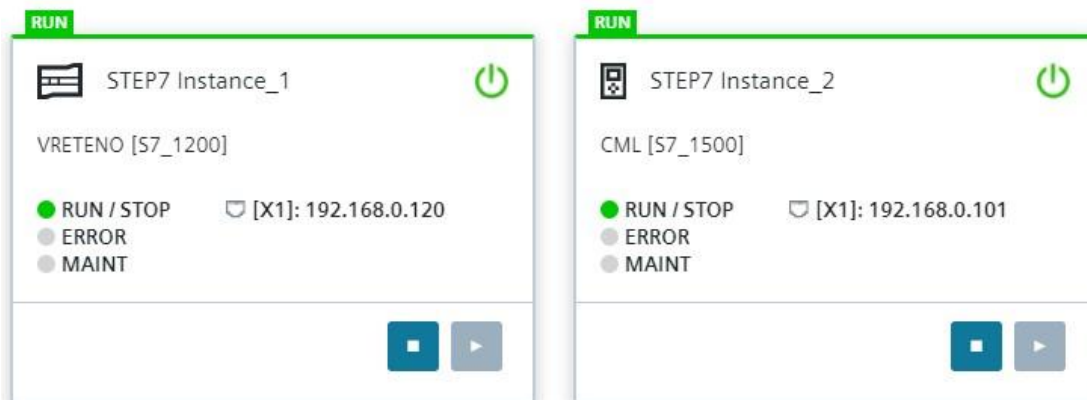 RUN
STEP7 Instance_1
VRETENO [S7_1200]
RUN / STOP [X1]: 192.168.0.120
ERROR
MAINT
RUN
STEP7 Instance_2
CML [S7_1500]
RUN / STOP [X1]: 192.168.0.101
ERROR
MAINT